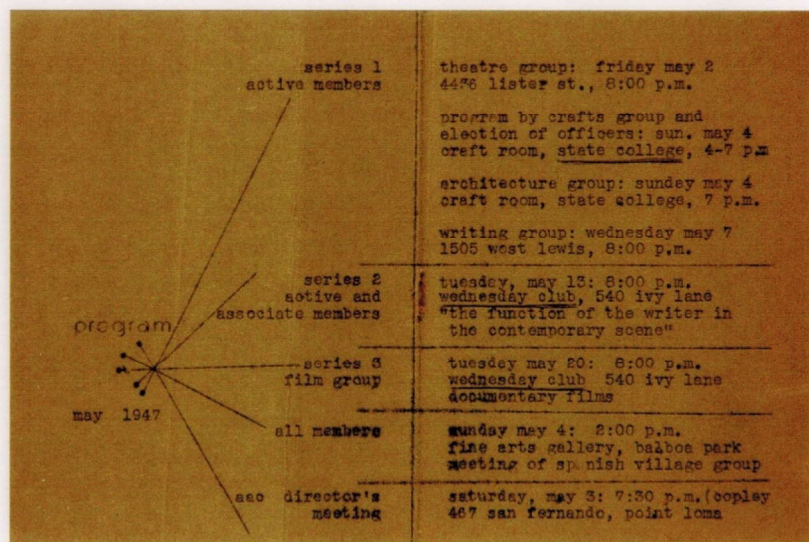 series 1
active members
theatre group: friday may 2
4436 lister st., 8:00 p.m.
program by crafts group and
election of officers: sun. may 4
craft room, state college, 4-7 p.m
architecture group: sunday may 4
craft room, state college, 7 p.m.
writing group: wednesday may 7
1505 west lewis, 8:00 p.m.
program
may 1947
series 2
active and
associate members
tuesday, may 13: 8:00 p.m.
wednesday club, 540 ivy lane
"the function of the writer in
the contemporary scene"
series 3
film group
tuesday may 20: 8:00 p.m.
wednesday club 540 ivy lane
documentary films
all members
sunday may 4: 2:00 p.m.
fine arts gallery, balboa park
meeting of sp nish village group
aac director's
meeting
saturday, may 3: 7:30 p.m.(copley
467 san fernando, point loma